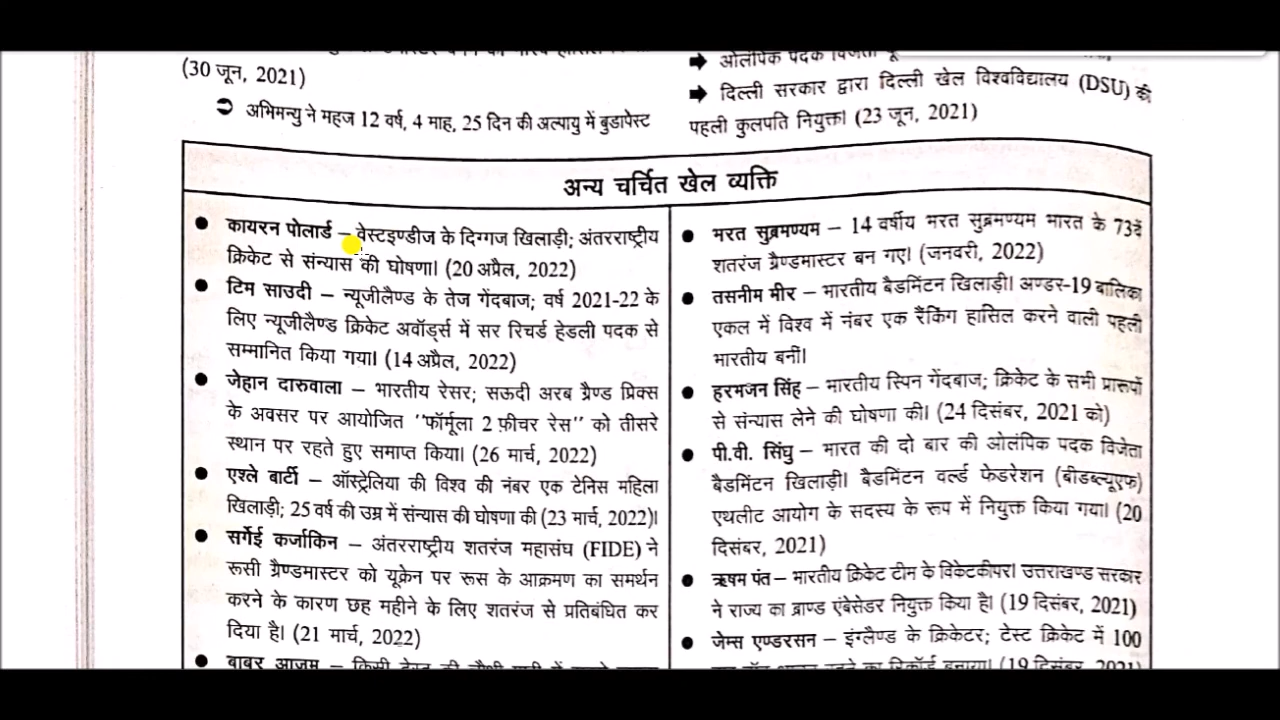 (30 जून, 2021)
➲ अभिमन्यु ने महज 12 वर्ष, 4 माह, 25 दिन की अल्पायु में बुडापेस्ट
➡ ओलंपिक पदक विजेता
➡ दिल्ली सरकार द्वारा दिल्ली खेल विश्वविद्यालय (DSU) की
पहली कुलपति नियुक्त। (23 जून, 2021)
अन्य चर्चित खेल व्यक्ति
● कायरन पोलार्ड – वेस्टइण्डीज के दिग्गज खिलाड़ी; अंतरराष्ट्रीय
क्रिकेट से संन्यास की घोषणा। (20 अप्रैल, 2022)
● टिम साउदी – न्यूजीलैण्ड के तेज गेंदबाज; वर्ष 2021-22 के
लिए न्यूजीलैण्ड क्रिकेट अवॉर्ड्स में सर रिचर्ड हेडली पदक से
सम्मानित किया गया। (14 अप्रैल, 2022)
● जेहान दारुवाला – भारतीय रेसर; सऊदी अरब ग्रैण्ड प्रिक्स
के अवसर पर आयोजित "फॉर्मूला 2 फ़ीचर रेस" को तीसरे
स्थान पर रहते हुए समाप्त किया। (26 मार्च, 2022)
● एश्ले बार्टी – ऑस्ट्रेलिया की विश्व की नंबर एक टेनिस महिला
खिलाड़ी; 25 वर्ष की उम्र में संन्यास की घोषणा की (23 मार्च, 2022)।
● सर्गेई कर्जाकिन – अंतरराष्ट्रीय शतरंज महासंघ (FIDE) ने
रूसी ग्रैण्डमास्टर को यूक्रेन पर रूस के आक्रमण का समर्थन
करने के कारण छह महीने के लिए शतरंज से प्रतिबंधित कर
दिया है। (21 मार्च, 2022)
● बाबर आजम – किसी टेस्ट की चौथी पारी में
● भरत सुब्रमण्यम – 14 वर्षीय भरत सुब्रमण्यम भारत के 73वें
शतरंज ग्रैण्डमास्टर बन गए। (जनवरी, 2022)
● तसनीम मीर – भारतीय बैडमिंटन खिलाड़ी। अण्डर-19 बालिका
एकल में विश्व में नंबर एक रैंकिंग हासिल करने वाली पहली
भारतीय बनीं।
● हरभजन सिंह – भारतीय स्पिन गेंदबाज; क्रिकेट के सभी प्रारूपों
से संन्यास लेने की घोषणा की। (24 दिसंबर, 2021 को)
● पी.वी. सिंधु – भारत की दो बार की ओलंपिक पदक विजेता
बैडमिंटन खिलाड़ी। बैडमिंटन वर्ल्ड फेडरेशन (बीडब्ल्यूएफ)
एथलीट आयोग के सदस्य के रूप में नियुक्त किया गया। (20
दिसंबर, 2021)
● ऋषभ पंत – भारतीय क्रिकेट टीम के विकेटकीपर। उत्तराखण्ड सरकार
ने राज्य का ब्राण्ड एंबेसेडर नियुक्त किया है। (19 दिसंबर, 2021)
● जेम्स एण्डरसन – इंग्लैण्ड के क्रिकेटर; टेस्ट क्रिकेट में 100
का रिकॉर्ड बनाया। (19 दिसंबर, 2021)